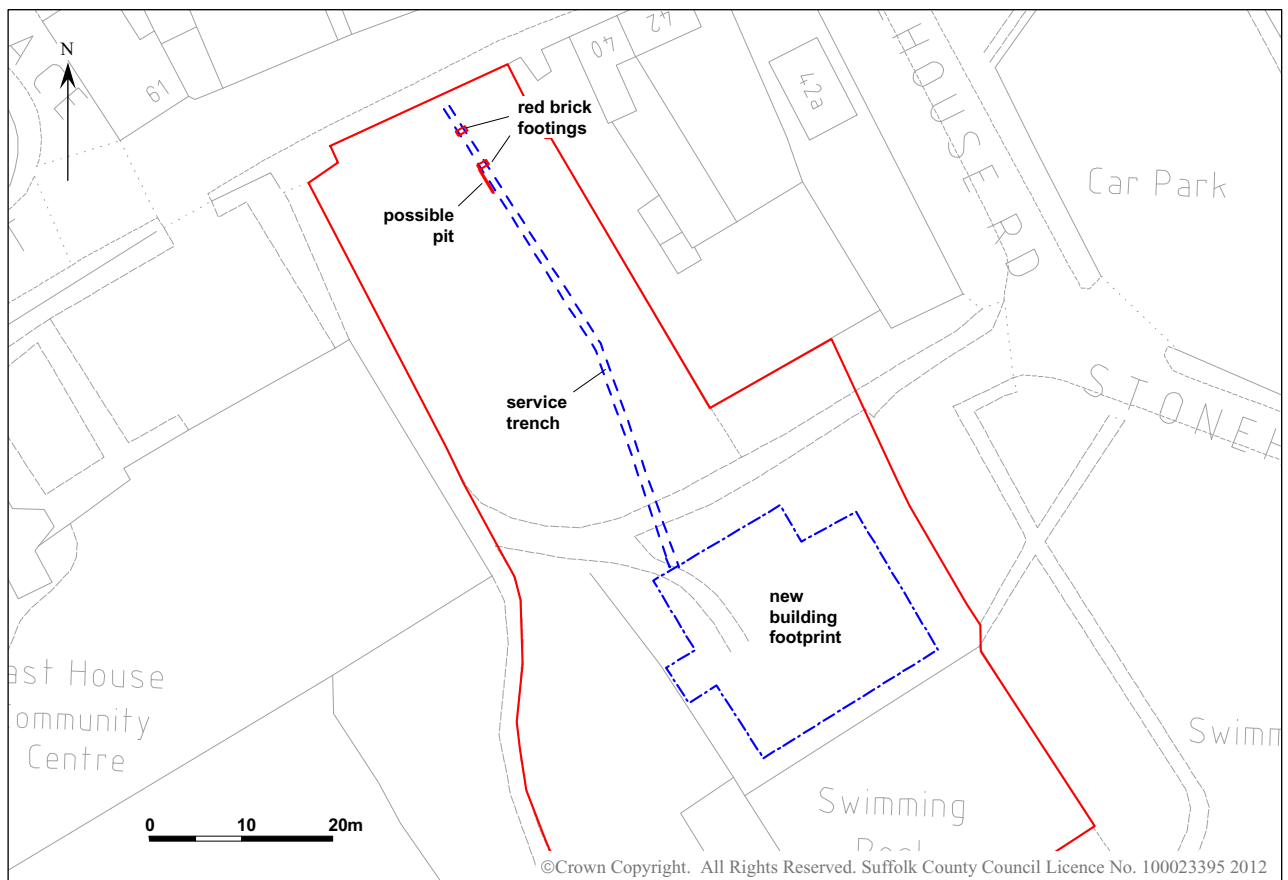 N
61
40
42
42a
HOUSE RD
Car Park
red brick
footings
possible
pit
service
trench
STONEH
new
building
footprint
ast House
ommunity
Centre
Swimm
Swimming
Pool
0 10 20m
©Crown Copyright. All Rights Reserved. Suffolk County Council Licence No. 100023395 2012